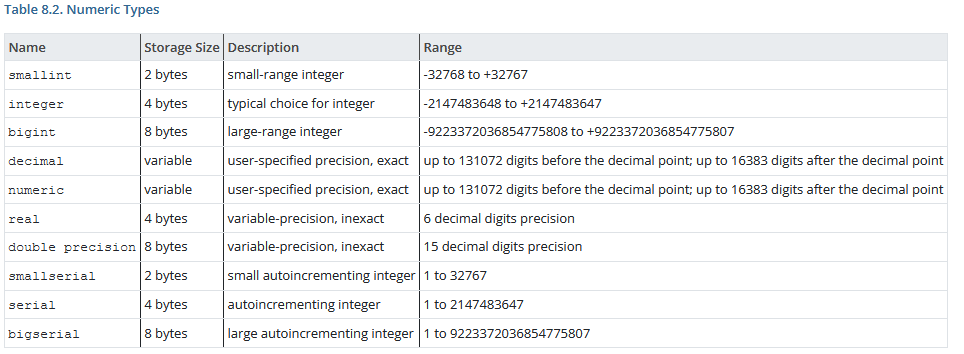 Table 8.2. Numeric Types
Name Storage Size Description Range
smallint 2 bytes small-range integer -32768 to +32767
integer 4 bytes typical choice for integer -2147483648 to +2147483647
bigint 8 bytes large-range integer -9223372036854775808 to +9223372036854775807
decimal variable user-specified precision, exact up to 131072 digits before the decimal point; up to 16383 digits after the decimal point
numeric variable user-specified precision, exact up to 131072 digits before the decimal point; up to 16383 digits after the decimal point
real 4 bytes variable-precision, inexact 6 decimal digits precision
double precision 8 bytes variable-precision, inexact 15 decimal digits precision
smallserial 2 bytes small autoincrementing integer 1 to 32767
serial 4 bytes autoincrementing integer 1 to 2147483647
bigserial 8 bytes large autoincrementing integer 1 to 9223372036854775807